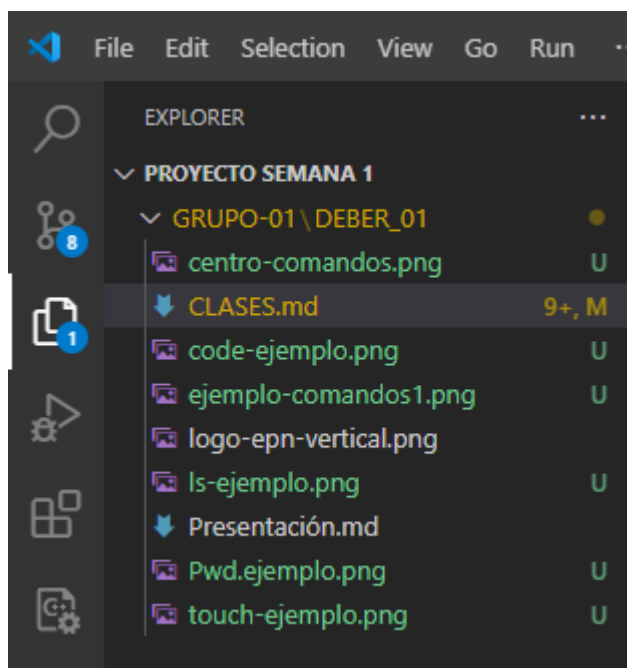 File Edit Selection View Go Run ··
EXPLORER ···
PROYECTO SEMANA 1
GRUPO-01\DEBER_01
centro-comandos.png U
CLASES.md 9+, M
code-ejemplo.png U
ejemplo-comandos1.png U
logo-epn-vertical.png
ls-ejemplo.png U
Presentación.md
Pwd.ejemplo.png U
touch-ejemplo.png U
8
1